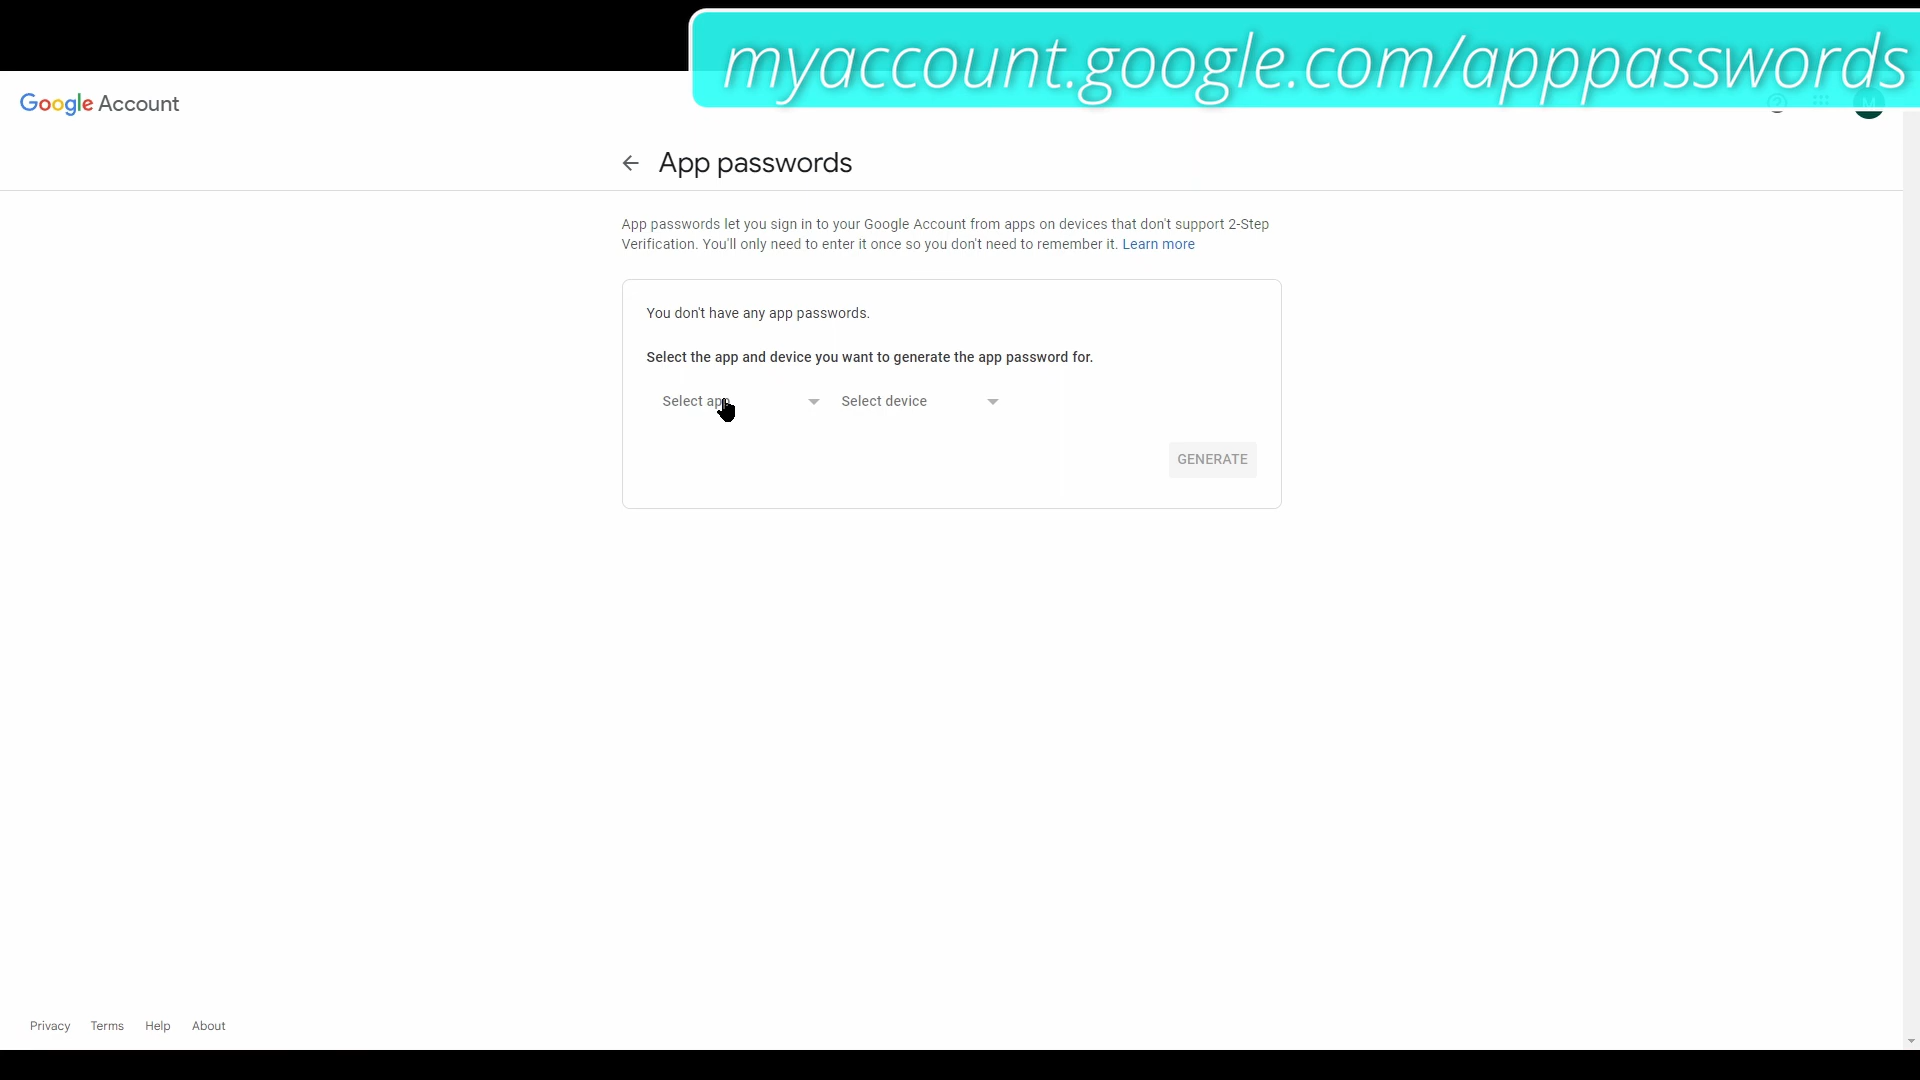 myaccount.google.com/apppasswords
Google Account
App passwords
App passwords let you sign in to your Google Account from apps on devices that don't support 2-Step
Verification. You'll only need to enter it once so you don't need to remember it. Learn more
You don't have any app passwords.
Select the app and device you want to generate the app password for.
Select app
Select device
GENERATE
Privacy
Terms
Help
About